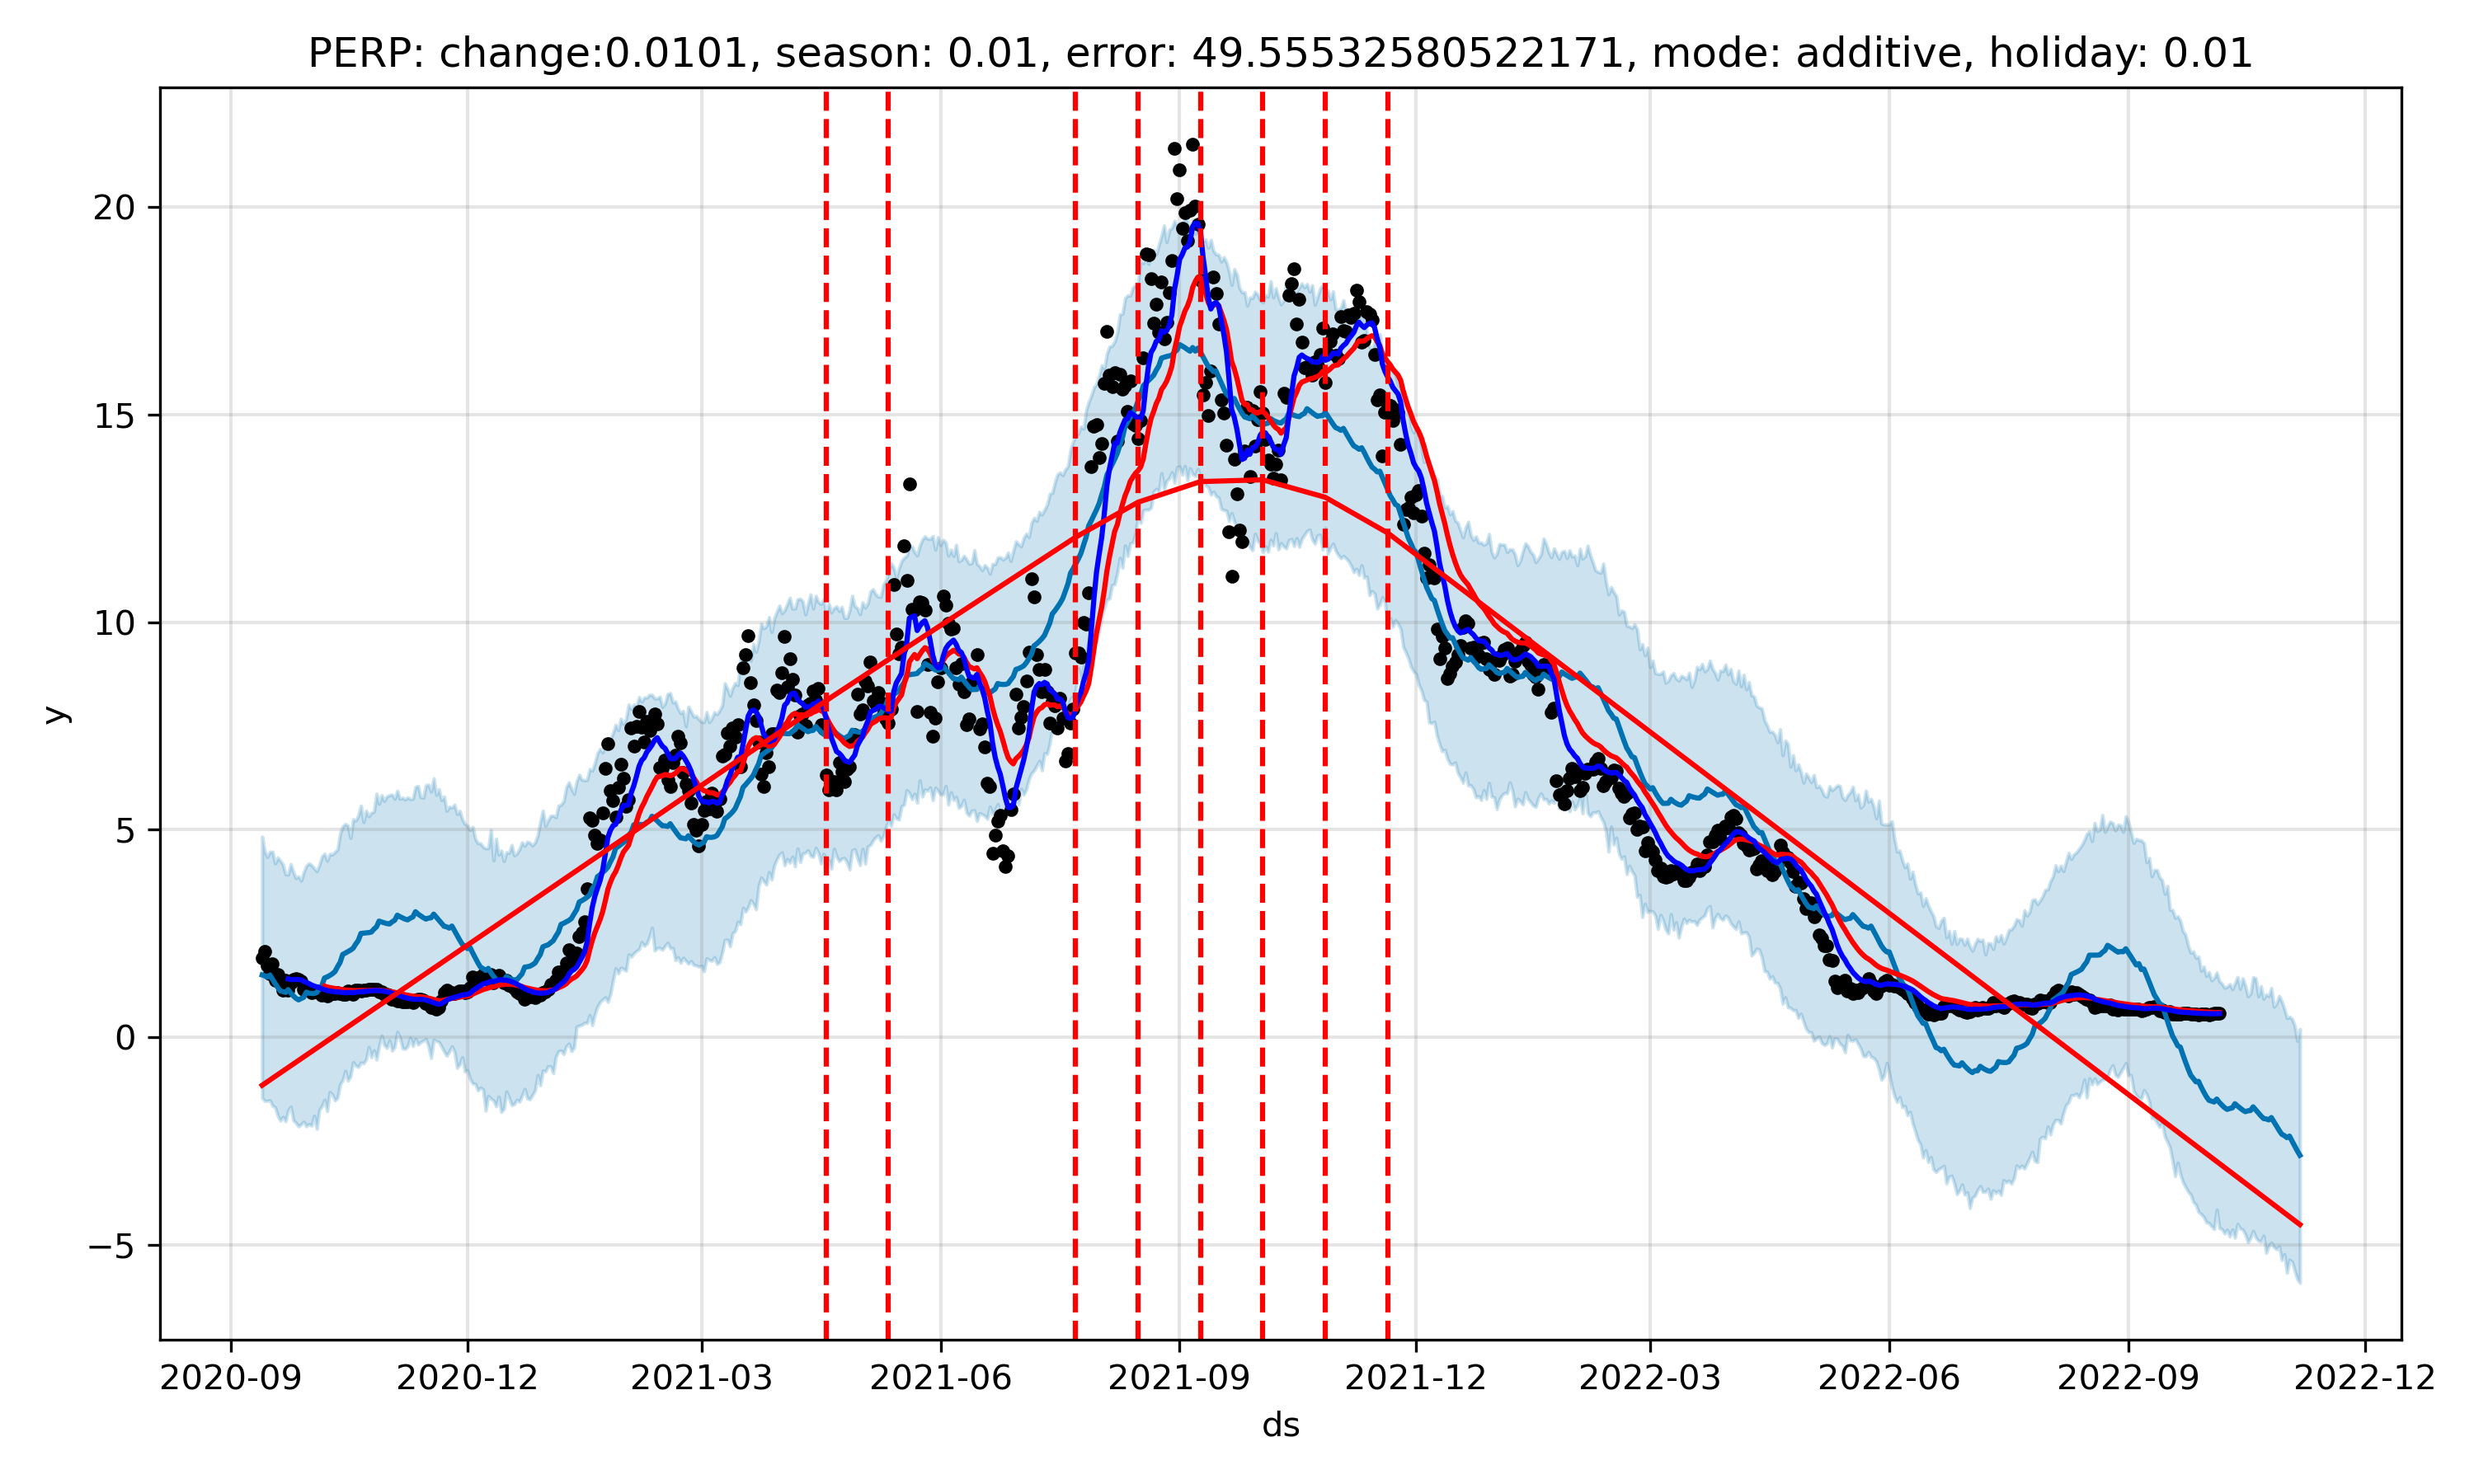 PERP: change:0.0101, season: 0.01, error: 49.55532580522171, mode: additive, holiday: 0.01
20
15
10
5
0
−5
y
2020-09 2020-12 2021-03 2021-06 2021-09 2021-12 2022-03 2022-06 2022-09 2022-12
ds